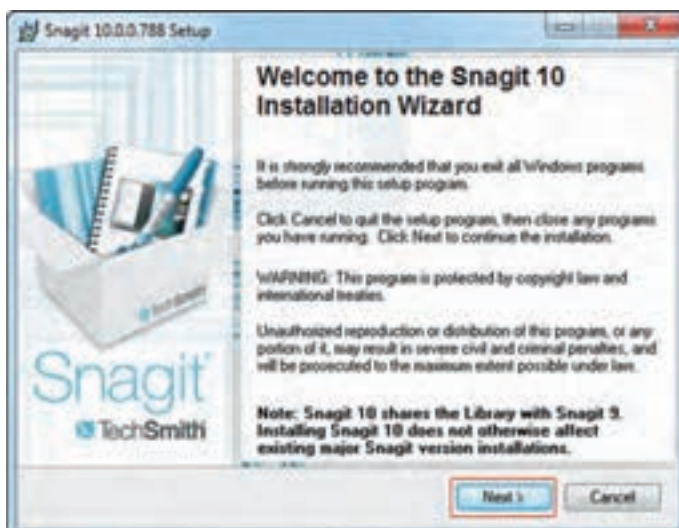 Snagit 10.0.0.788 Setup
Welcome to the Snagit 10
Installation Wizard
It is strongly recommended that you exit all Windows programs
before running this setup program.
Click Cancel to quit the setup program, then close any programs
you have running. Click Next to continue the installation.
WARNING: This program is protected by copyright law and
international treaties.
Unauthorized reproduction or distribution of this program, or any
portion of it, may result in severe civil and criminal penalties, and
will be prosecuted to the maximum extent possible under law.
Note: Snagit 10 shares the Library with Snagit 9.
Installing Snagit 10 does not otherwise affect
existing major Snagit version installations.
TechSmith
Snagit®
TechSmith
Next >
Cancel